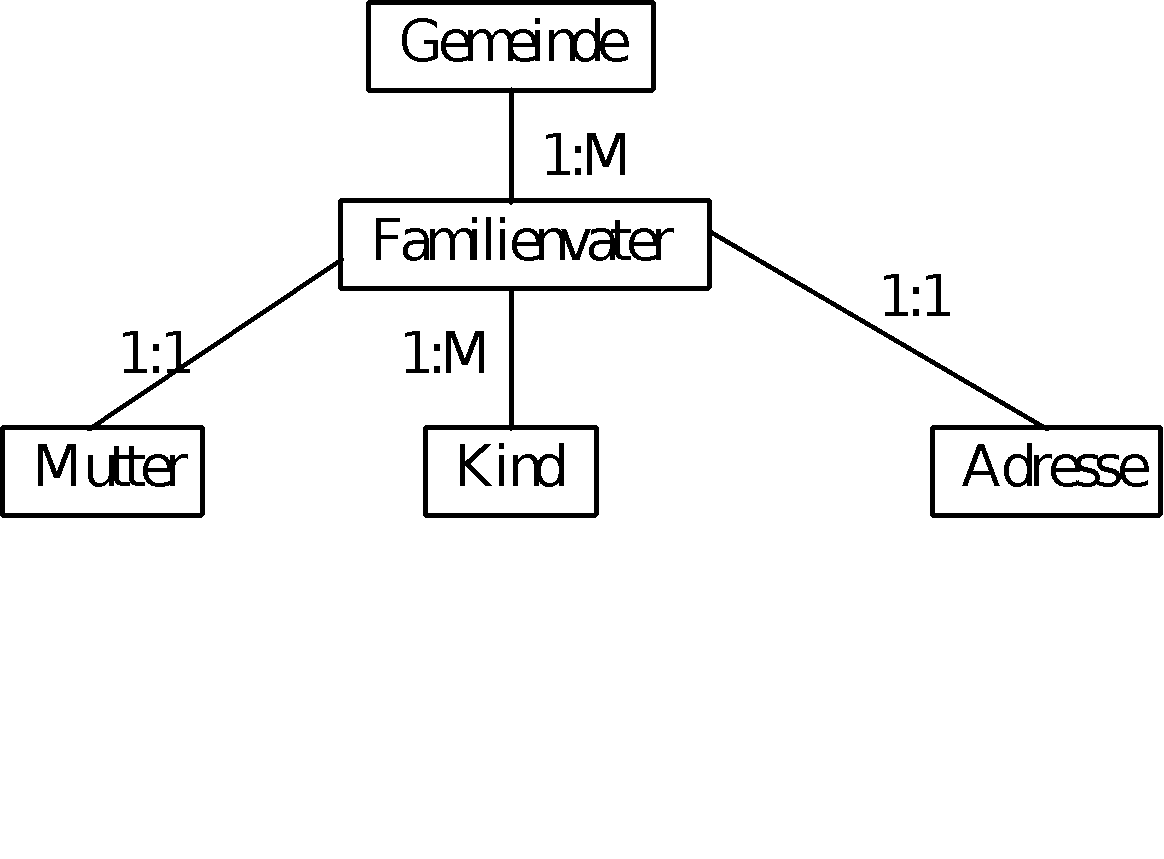 Gemeinde
1:M
Familienvater
1:1
1:1
1:M
Mutter
Kind
Adresse